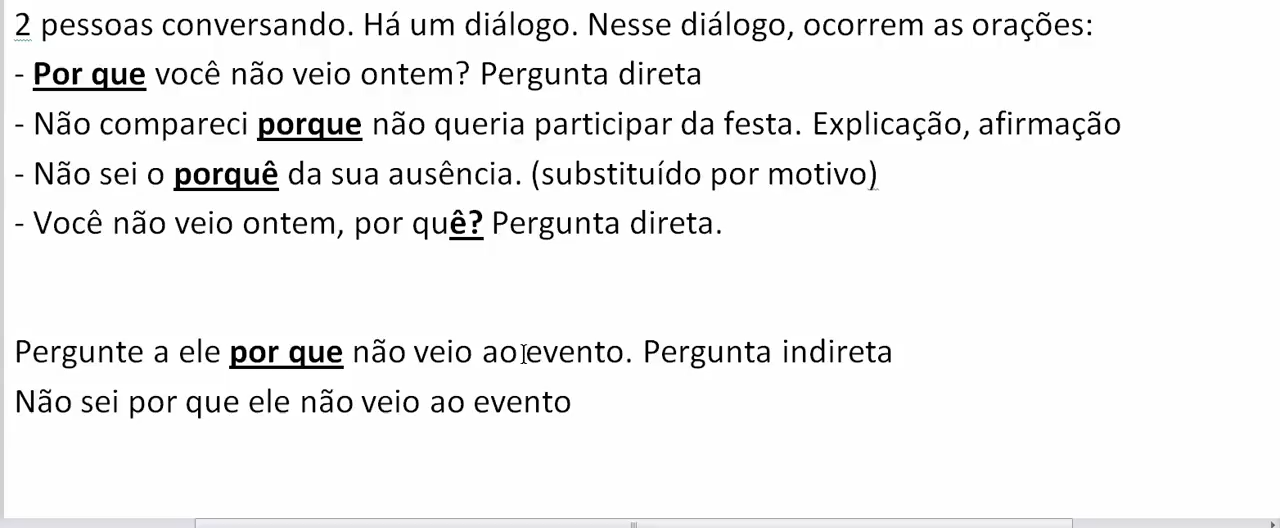 2 pessoas conversando. Há um diálogo. Nesse diálogo, ocorrem as orações:
- Por que você não veio ontem? Pergunta direta
- Não compareci porque não queria participar da festa. Explicação, afirmação
- Não sei o porquê da sua ausência. (substituído por motivo)
- Você não veio ontem, por quê? Pergunta direta.
Pergunte a ele por que não veio ao evento. Pergunta indireta
Não sei por que ele não veio ao evento